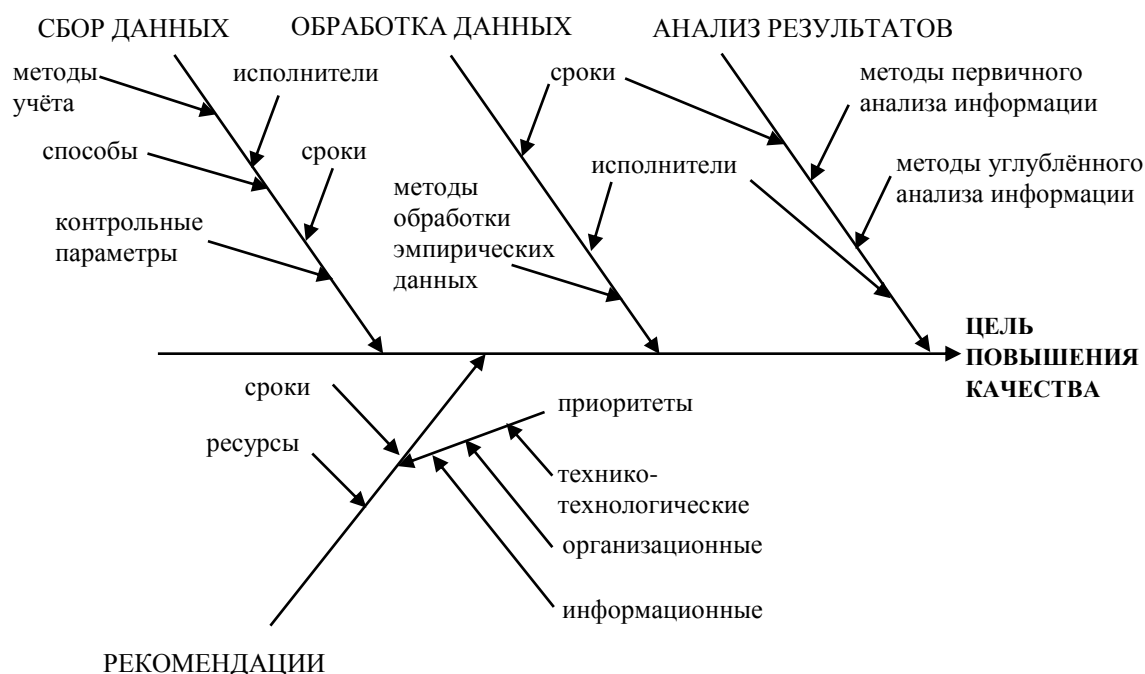 СБОР ДАННЫХ
ОБРАБОТКА ДАННЫХ
АНАЛИЗ РЕЗУЛЬТАТОВ
методы
учёта
исполнители
способы
сроки
контрольные
параметры
сроки
исполнители
методы
обработки
эмпирических
данных
методы первичного
анализа информации
методы углублённого
анализа информации
ЦЕЛЬ
ПОВЫШЕНИЯ
КАЧЕСТВА
сроки
ресурсы
приоритеты
технико-
технологические
организационные
информационные
РЕКОМЕНДАЦИИ